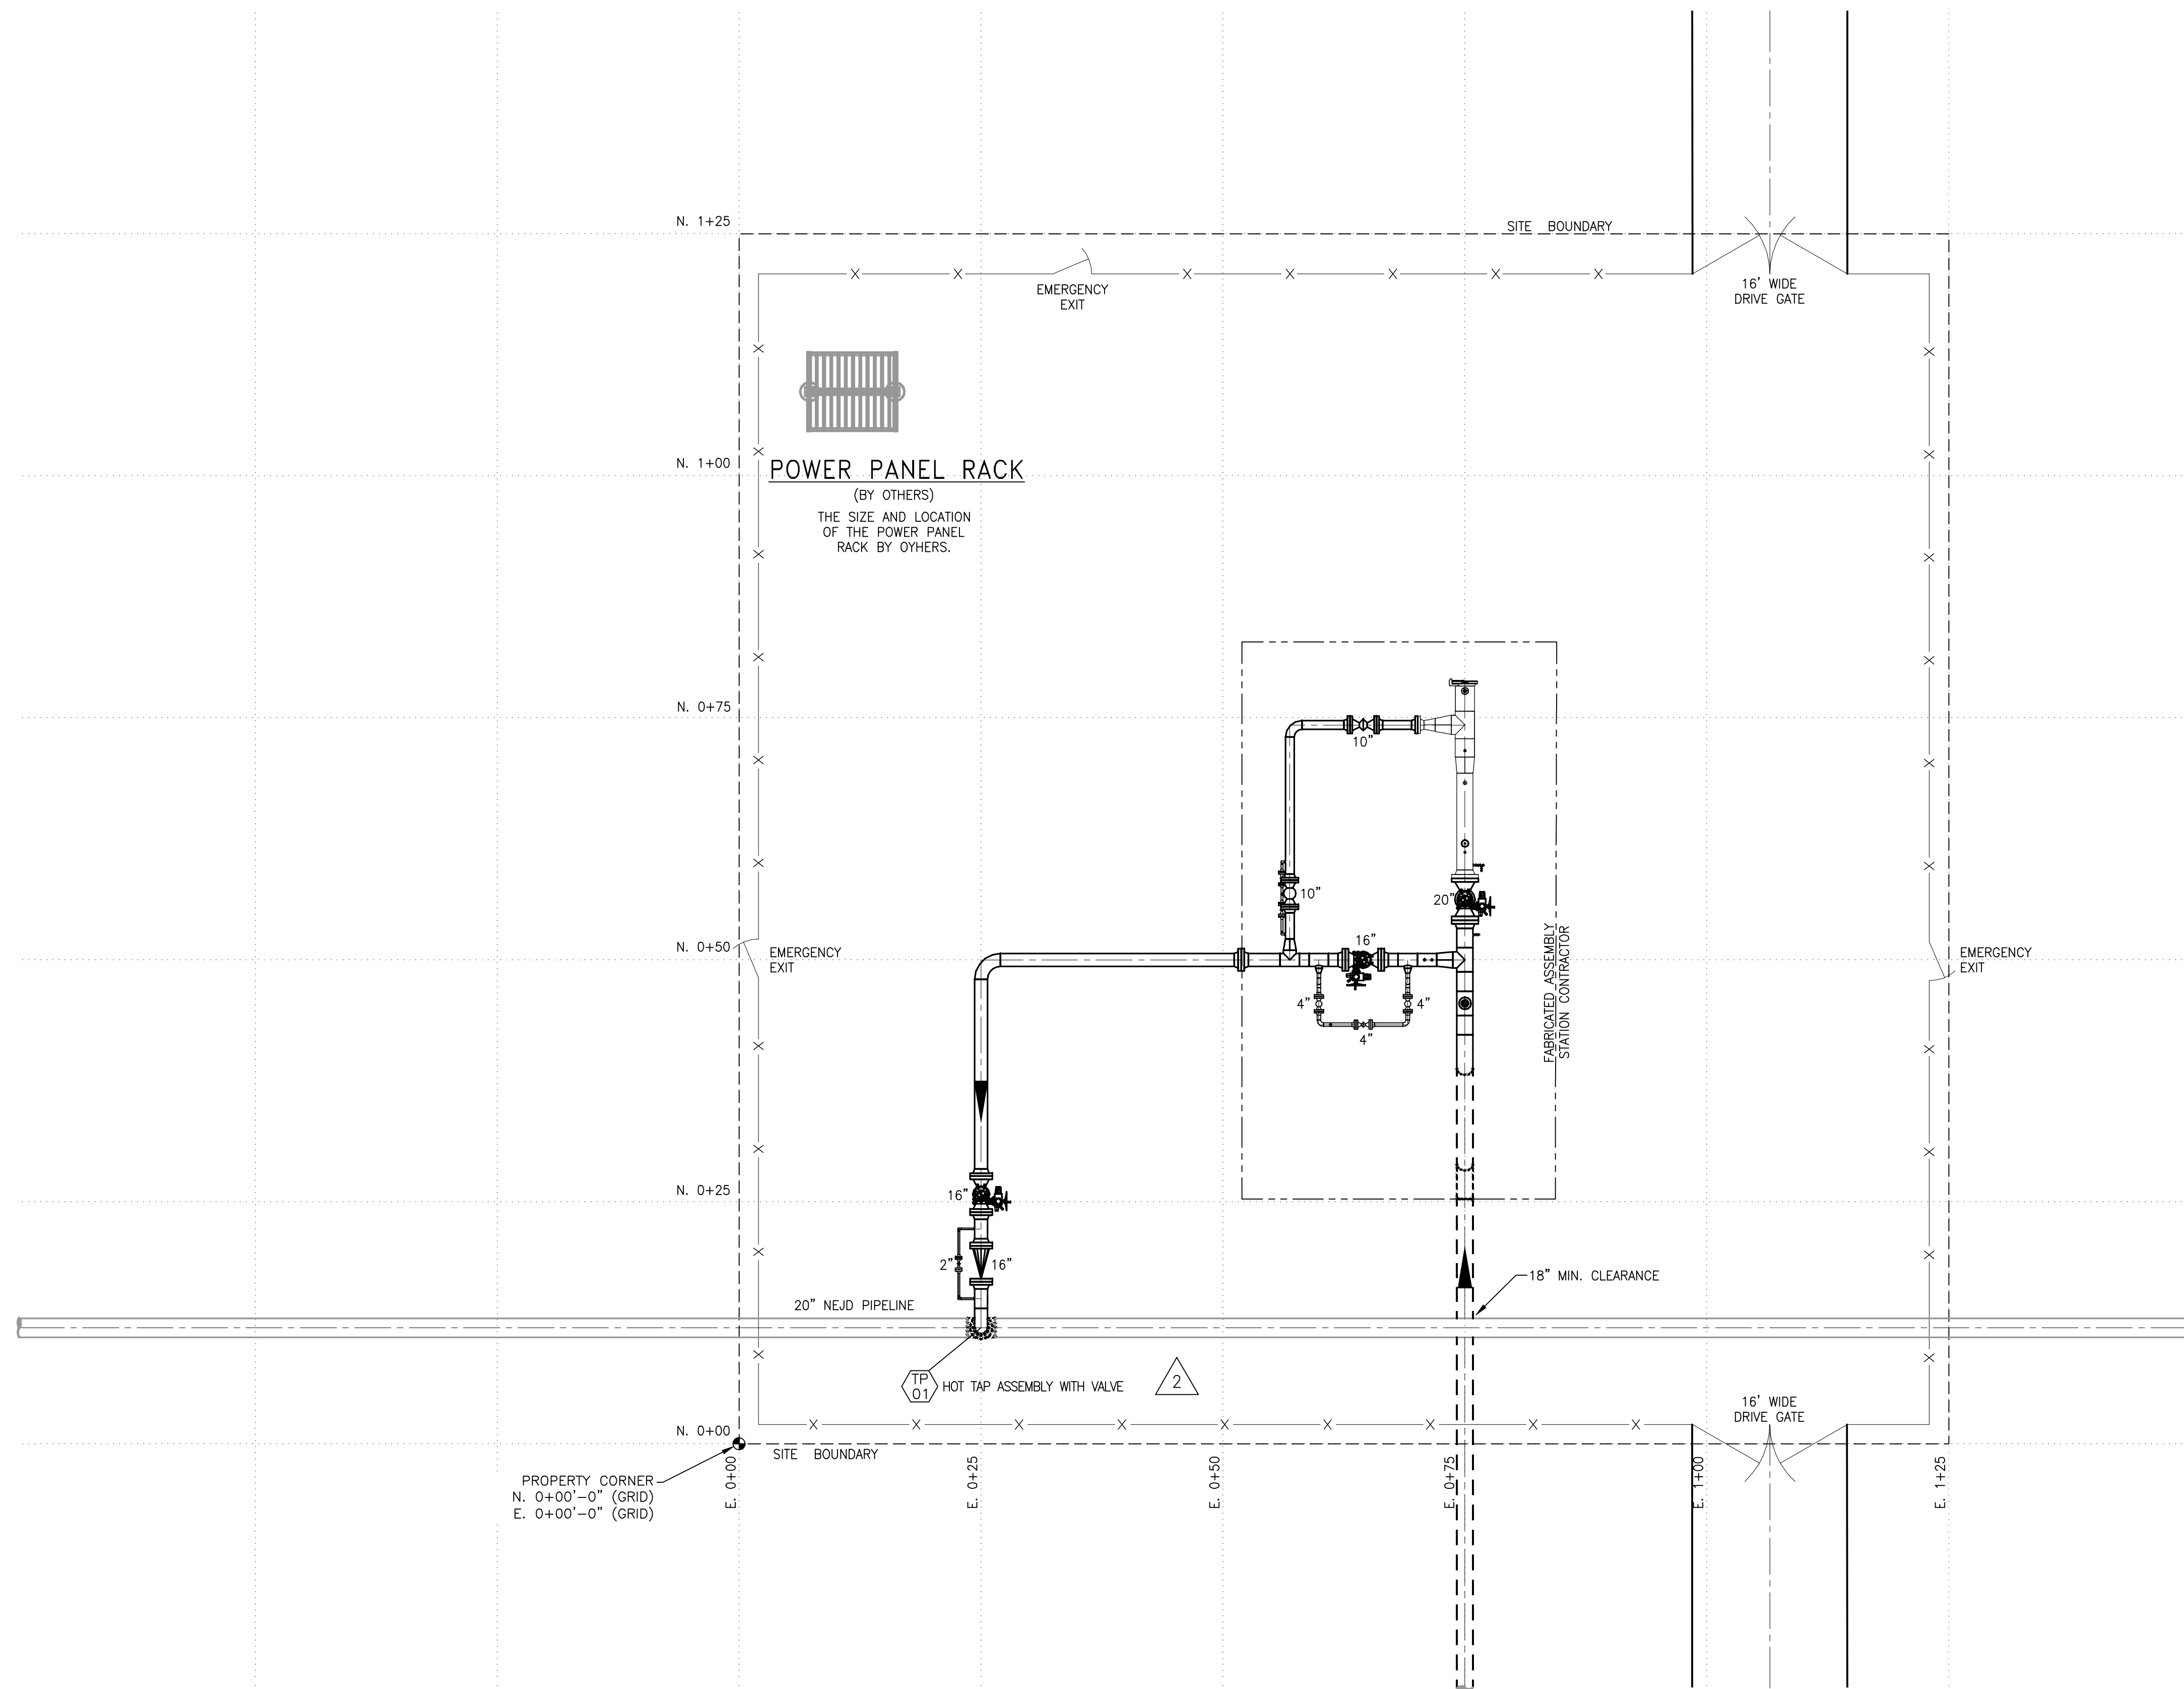 N. 1+25
SITE BOUNDARY
EMERGENCY
EXIT
16' WIDE
DRIVE GATE
N. 1+00
POWER PANEL RACK
(BY OTHERS)
THE SIZE AND LOCATION
OF THE POWER PANEL
RACK BY OYHERS.
N. 0+75
10"
10"
20"
N. 0+50
EMERGENCY
EXIT
16"
FABRICATED ASSEMBLY
STATION CONTRACTOR
EMERGENCY
EXIT
4"
4"
4"
N. 0+25
16"
2"
16"
18" MIN. CLEARANCE
20" NEJD PIPELINE
TP
01
HOT TAP ASSEMBLY WITH VALVE
2
16' WIDE
DRIVE GATE
N. 0+00
SITE BOUNDARY
PROPERTY CORNER
N. 0+00'-0" (GRID)
E. 0+00'-0" (GRID)
E. 0+00
E. 0+25
E. 0+50
E. 0+75
E. 1+00
E. 1+25